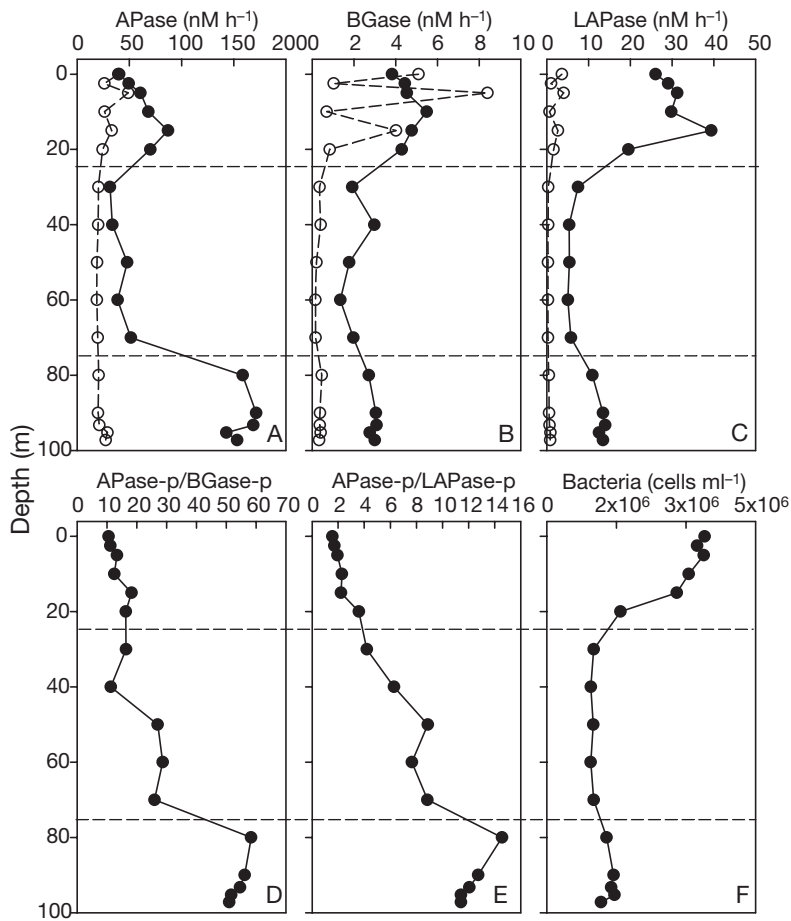 APase (nM h⁻¹) BGase (nM h⁻¹) LAPase (nM h⁻¹)
0 50 100 150 200 0 2 4 6 8 10 0 10 20 30 40 50
0
20
40
60
80
100
A B C
Depth (m)
APase-p/BGase-p APase-p/LAPase-p Bacteria (cells ml⁻¹)
0 10 20 30 40 50 60 70 0 2 4 6 8 10 12 14 16 0 2x10⁶ 3x10⁶ 5x10⁶
0
20
40
60
80
100
D E F